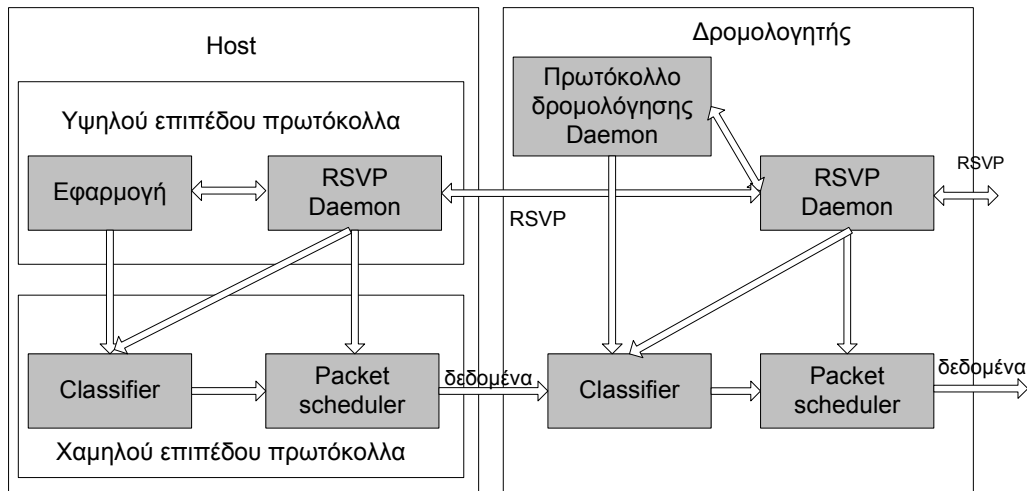 Host
Υψηλού επιπέδου πρωτόκολλα
Εφαρμογή
RSVP
Daemon
Classifier
Packet
scheduler
Χαμηλού επιπέδου πρωτόκολλα
RSVP
δεδομένα
Δρομολογητής
Πρωτόκολλο
δρομολόγησης
Daemon
RSVP
Daemon
RSVP
Classifier
Packet
scheduler
δεδομένα